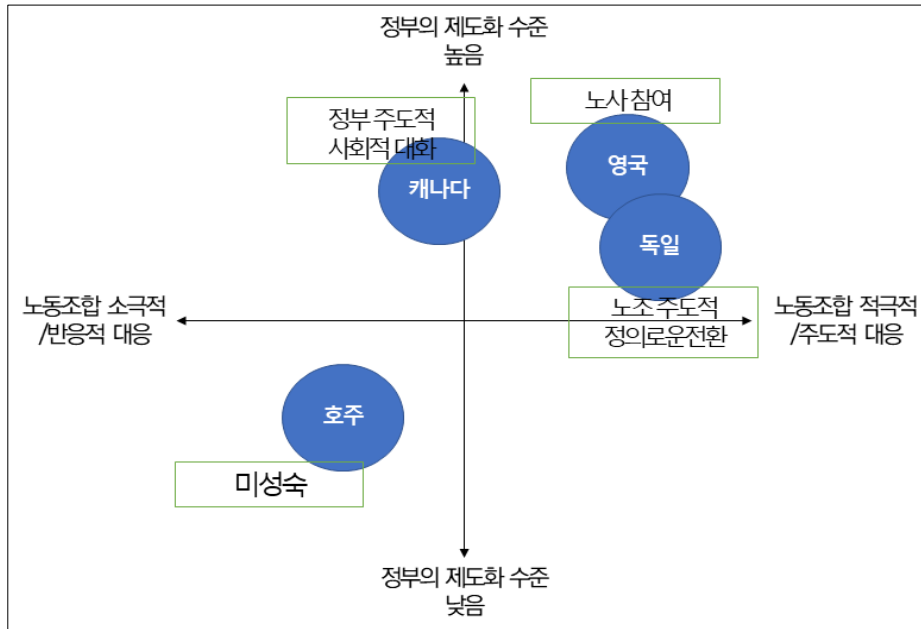 정부의 제도화 수준
높음
노사 참여
정부 주도적
사회적 대화
영국
캐나다
독일
노동조합 소극적
/반응적 대응
노조 주도적
정의로운전환
노동조합 적극적
/주도적 대응
호주
미성숙
정부의 제도화 수준
낮음